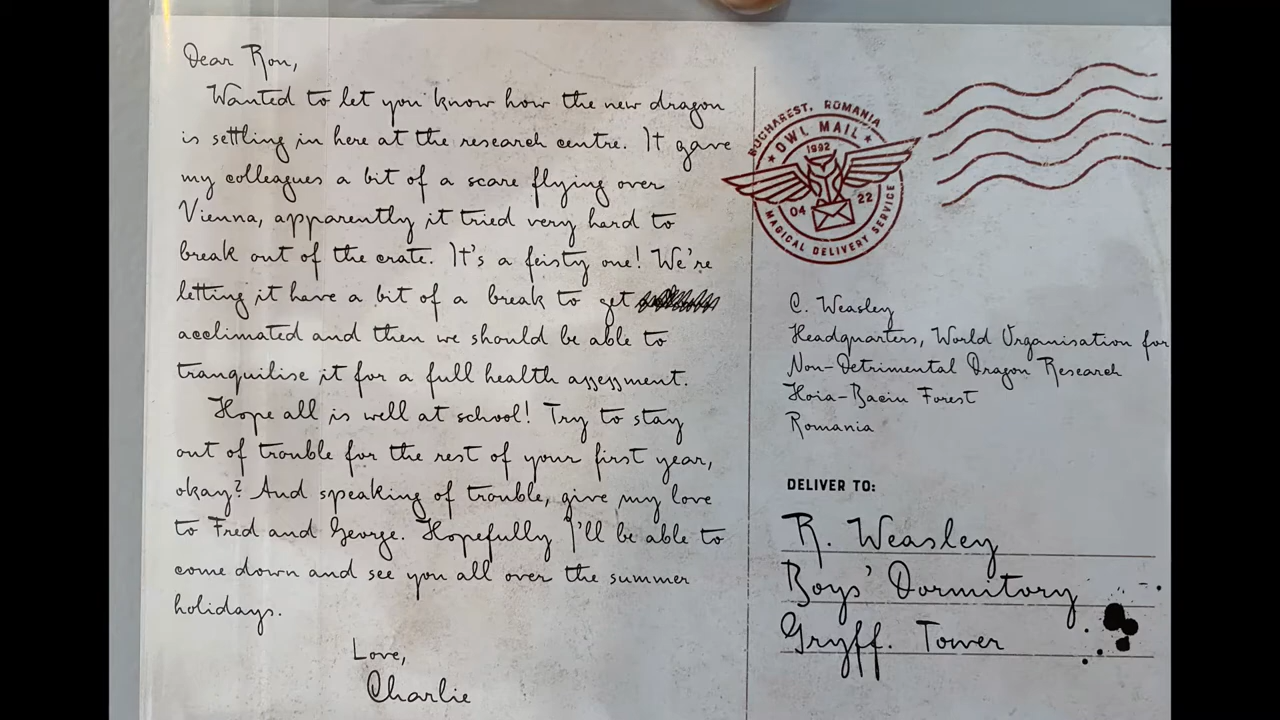 Dear Ron,
Wanted to let you know how the new dragon
is settling in here at the research centre. It gave
my colleagues a bit of a scare flying over
Vienna, apparently it tried very hard to
break out of the crate. It's a feisty one! We're
letting it have a bit of a break to get
acclimated and then we should be able to
tranquilise it for a full health assessment.
Hope all is well at school! Try to stay
out of trouble for the rest of your first year,
okay? And speaking of trouble, give my love
to Fred and George. Hopefully I'll be able to
come down and see you all over the summer
holidays.
Love,
Charlie
BUCHAREST, ROMANIA
OWL MAIL
1992
04 22
MAGICAL DELIVERY SERVICE
C. Weasley
Headquarters, World Organisation for
Non-Detrimental Dragon Research
Hoia-Baciu Forest
Romania
DELIVER TO:
R. Weasley
Boys' Dormitory
Gryff. Tower